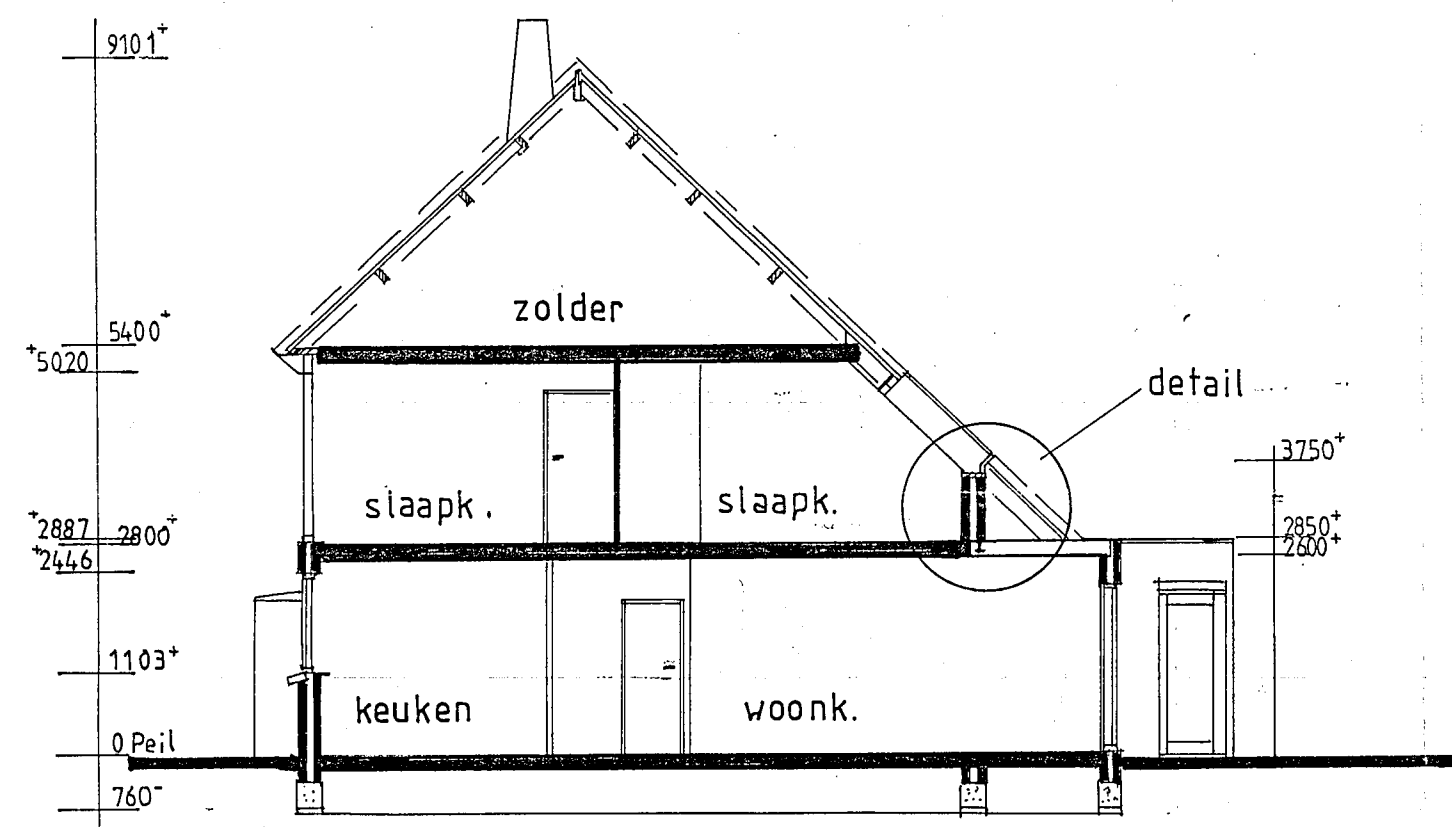 9101+
zolder
5400+
+5020
detail
3750+
slaapk.
slaapk.
+2887
2800+
2850+
+2446
2600+
1103+
keuken
woonk.
0 Peil
760-